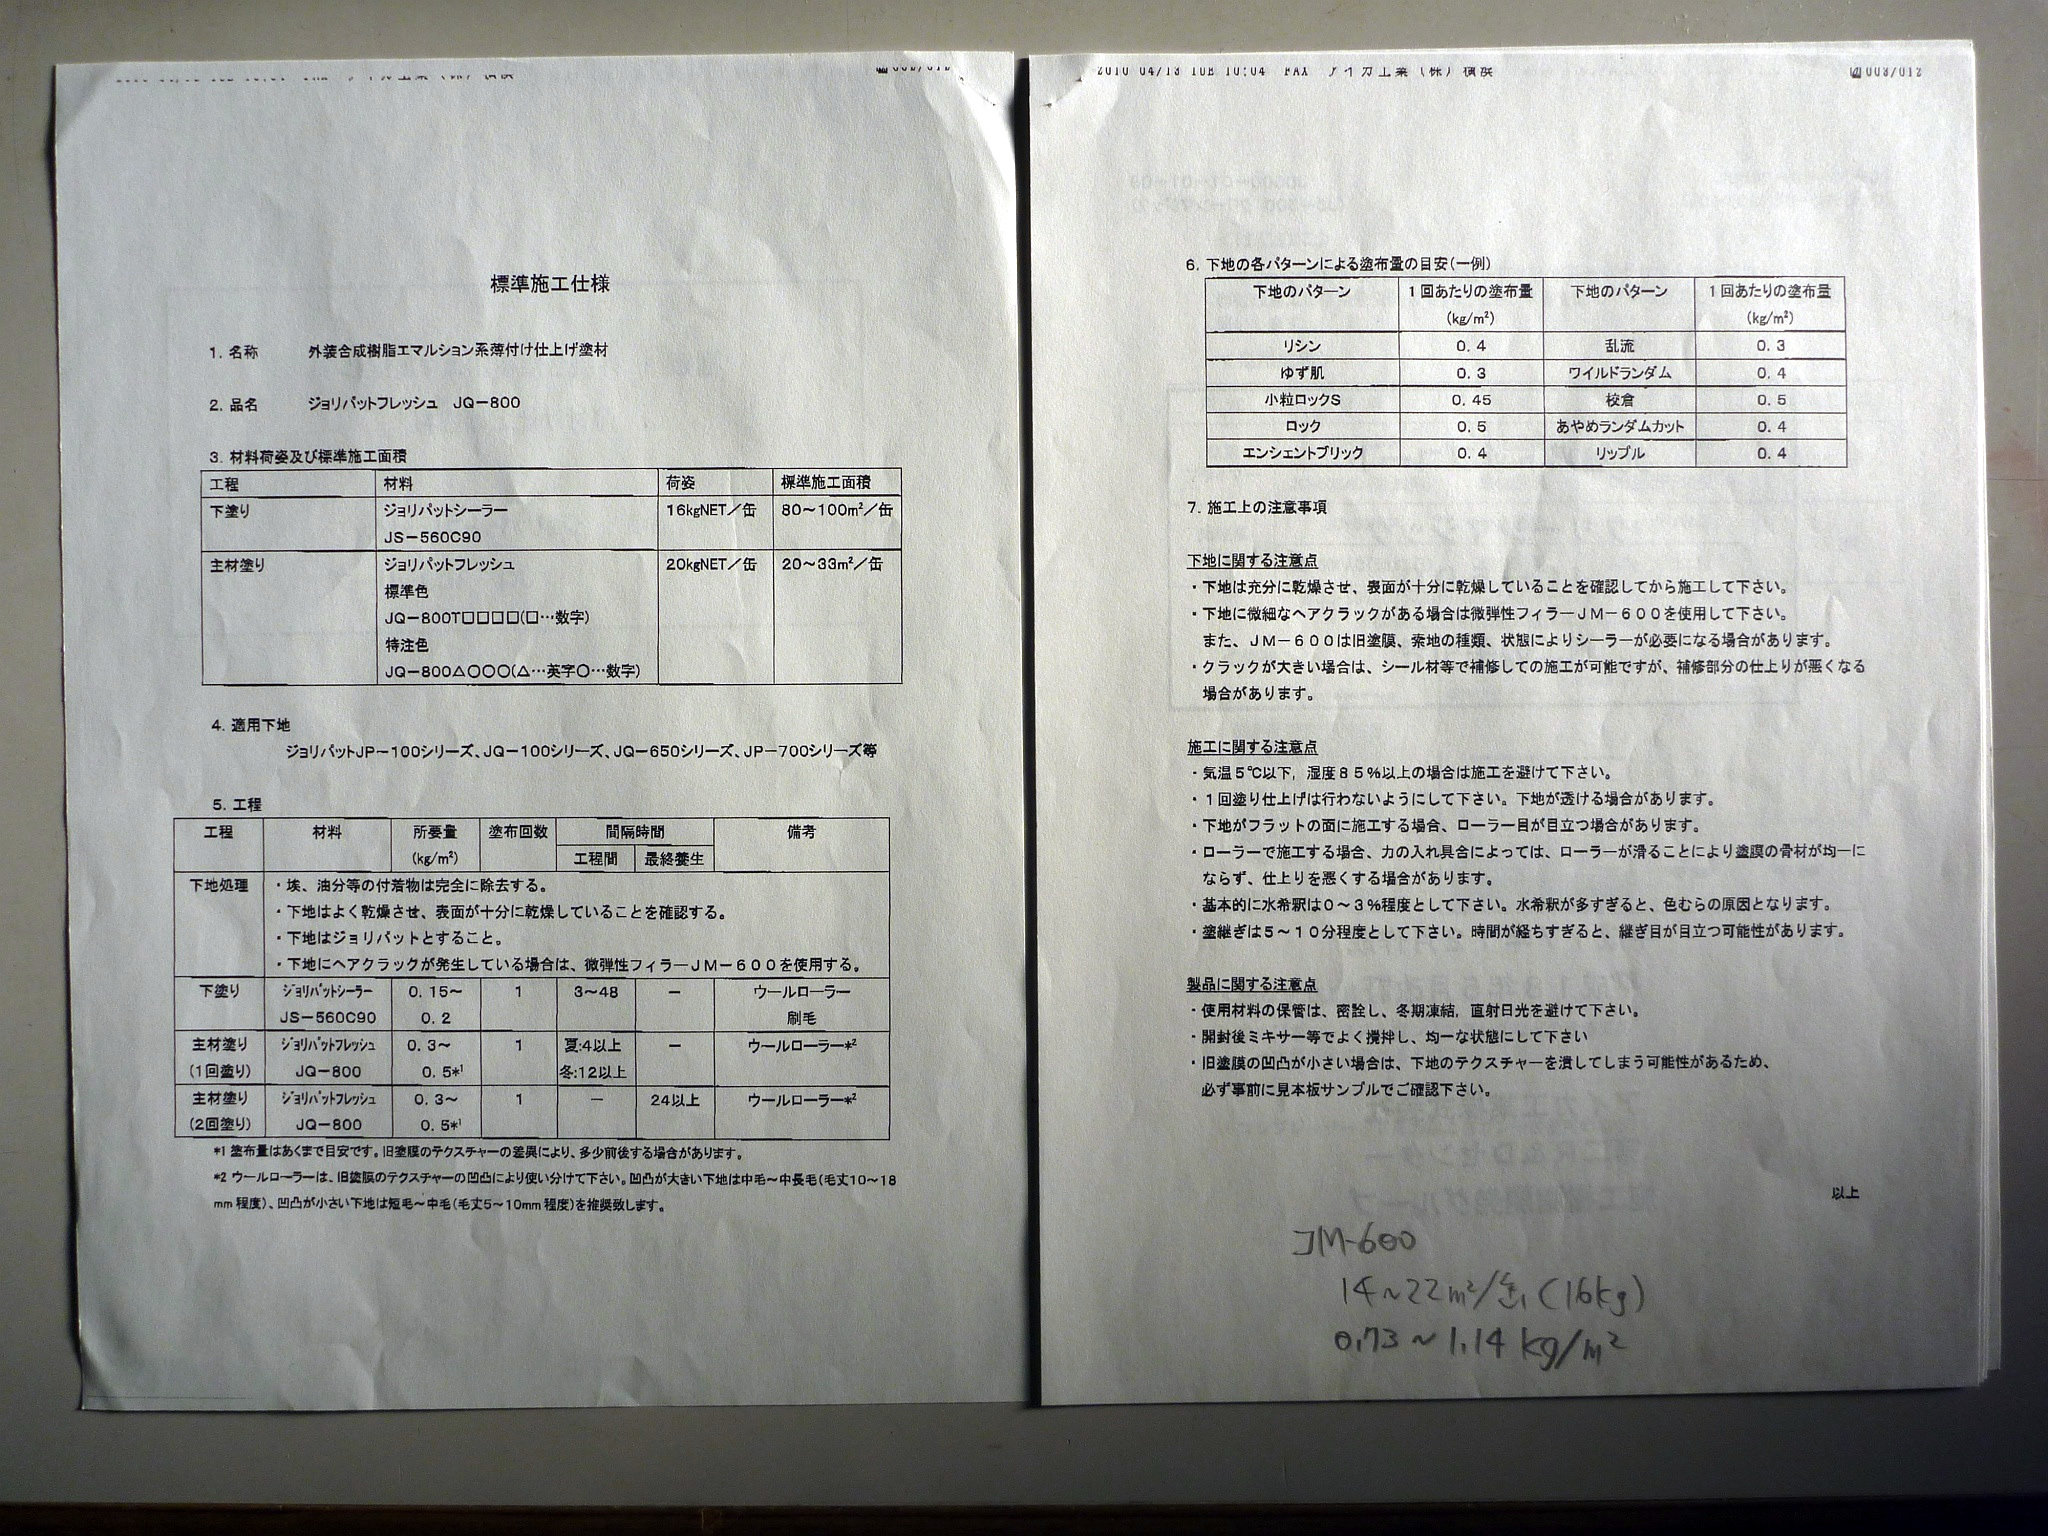 標準施工仕様
1. 名称 外装合成樹脂エマルション系薄付け仕上げ塗材
2. 品名 ジョリパットフレッシュ JQ-800
3. 材料荷姿及び標準施工面積
工程 材料 荷姿 標準施工面積
下塗り ジョリパットシーラー 16kgNET/缶 80~100m²/缶
JS-560C90
主材塗り ジョリパットフレッシュ 20kgNET/缶 20~33m²/缶
標準色
JQ-800T□□□□(□…数字)
特注色
JQ-800△○○○(△…英字○…数字)
4. 適用下地
ジョリパットJP-100シリーズ、JQ-100シリーズ、JQ-650シリーズ、JP-700シリーズ等
5. 工程
工程 材料 所要量 塗布回数 間隔時間 備考
(kg/m²) 工程間 最終養生
下地処理 ・埃、油分等の付着物は完全に除去する。
・下地はよく乾燥させ、表面が十分に乾燥していることを確認する。
・下地はジョリパットとすること。
・下地にヘアクラックが発生している場合は、微弾性フィラーJM-600を使用する。
下塗り ジョリパットシーラー 0.15~ 1 3~48 - ウールローラー
JS-560C90 0.2 刷毛
主材塗り ジョリパットフレッシュ 0.3~ 1 夏:4以上 - ウールローラー*2
(1回塗り) JQ-800 0.5*1 冬:12以上
主材塗り ジョリパットフレッシュ 0.3~ 1 - 24以上 ウールローラー*2
(2回塗り) JQ-800 0.5*1
*1 塗布量はあくまで目安です。旧塗膜のテクスチャーの差異により、多少前後する場合があります。
*2 ウールローラーは、旧塗膜のテクスチャーの凹凸により使い分けて下さい。凹凸が大きい下地は中毛~中長毛(毛丈10~18
mm程度)、凹凸が小さい下地は短毛~中毛(毛丈5~10mm程度)を推奨致します。
2010 04/13 TUE 10:04 FAX アイカ工業(株)横浜 003/012
6. 下地の各パターンによる塗布量の目安(一例)
下地のパターン 1回あたりの塗布量 下地のパターン 1回あたりの塗布量
(kg/m²) (kg/m²)
リシン 0.4 乱流 0.3
ゆず肌 0.3 ワイルドランダム 0.4
小粒ロックS 0.45 校倉 0.5
ロック 0.5 あやめランダムカット 0.4
エンシェントブリック 0.4 リップル 0.4
7. 施工上の注意事項
下地に関する注意点
・下地は充分に乾燥させ、表面が十分に乾燥していることを確認してから施工して下さい。
・下地に微細なヘアクラックがある場合は微弾性フィラーJM-600を使用して下さい。
また、JM-600は旧塗膜、素地の種類、状態によりシーラーが必要になる場合があります。
・クラックが大きい場合は、シール材等で補修しての施工が可能ですが、補修部分の仕上りが悪くなる
場合があります。
施工に関する注意点
・気温5℃以下, 湿度85%以上の場合は施工を避けて下さい。
・1回塗り仕上げは行わないようにして下さい。下地が透ける場合があります。
・下地がフラットの面に施工する場合、ローラー目が目立つ場合があります。
・ローラーで施工する場合、力の入れ具合によっては、ローラーが滑ることにより塗膜の骨材が均一に
ならず、仕上りを悪くする場合があります。
・基本的に水希釈は0~3%程度として下さい。水希釈が多すぎると、色むらの原因となります。
・塗継ぎは5~10分程度として下さい。時間が経ちすぎると、継ぎ目が目立つ可能性があります。
製品に関する注意点
・使用材料の保管は、密詮し、冬期凍結, 直射日光を避けて下さい。
・開封後ミキサー等でよく攪拌し、均一な状態にして下さい
・旧塗膜の凹凸が小さい場合は、下地のテクスチャーを潰してしまう可能性があるため、
必ず事前に見本板サンプルでご確認下さい。
以上
JM-600
14~22m²/缶(16kg)
0.73~1.14kg/m²